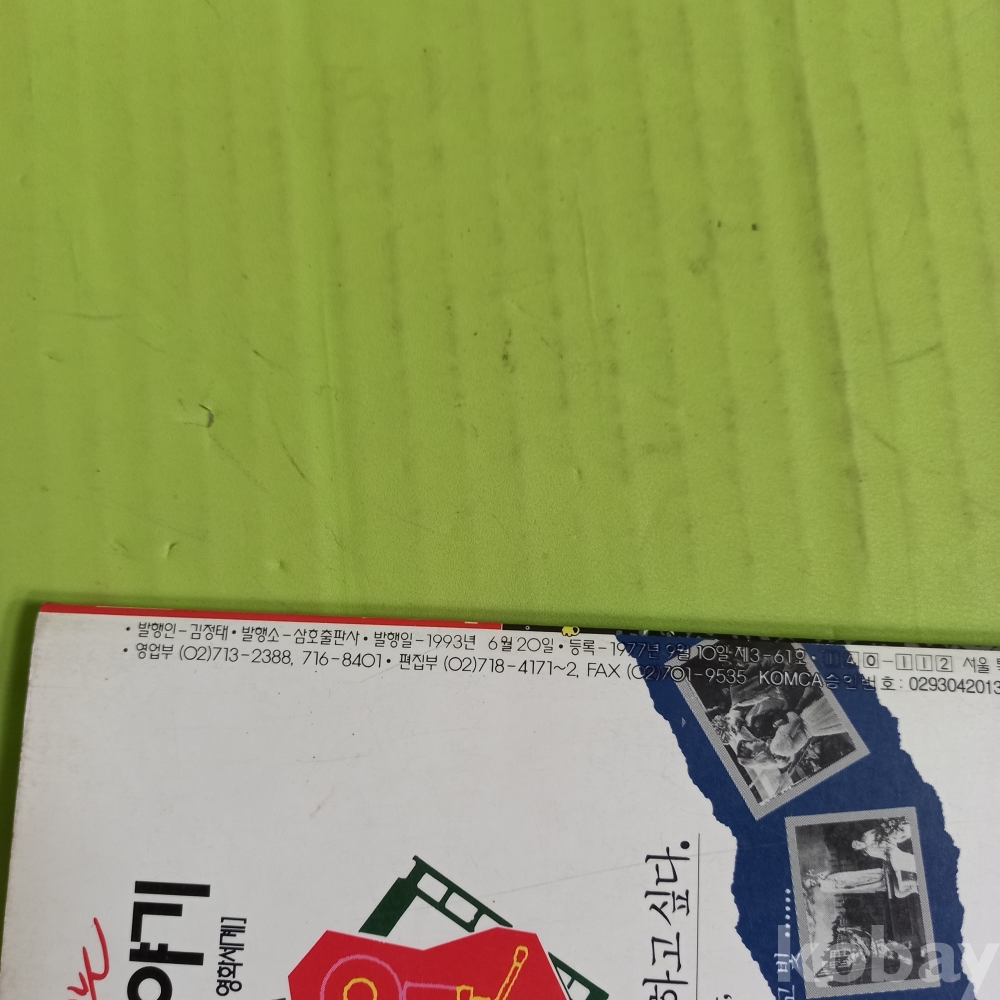 • 발행인-김정태 • 발행소-삼호출판사 • 발행일-1993년 6월 20일 • 등록-1977년 9월 10일 제3-61호 • 140-112 서울
• 영업부 (02)713-2388, 716-8401 • 편집부 (02)718-4171~2, FAX (02)701-9535 KOMCA승인번호 : 0293042013
야기
영화세계]
하고 싶다.
고 빛......
kobay